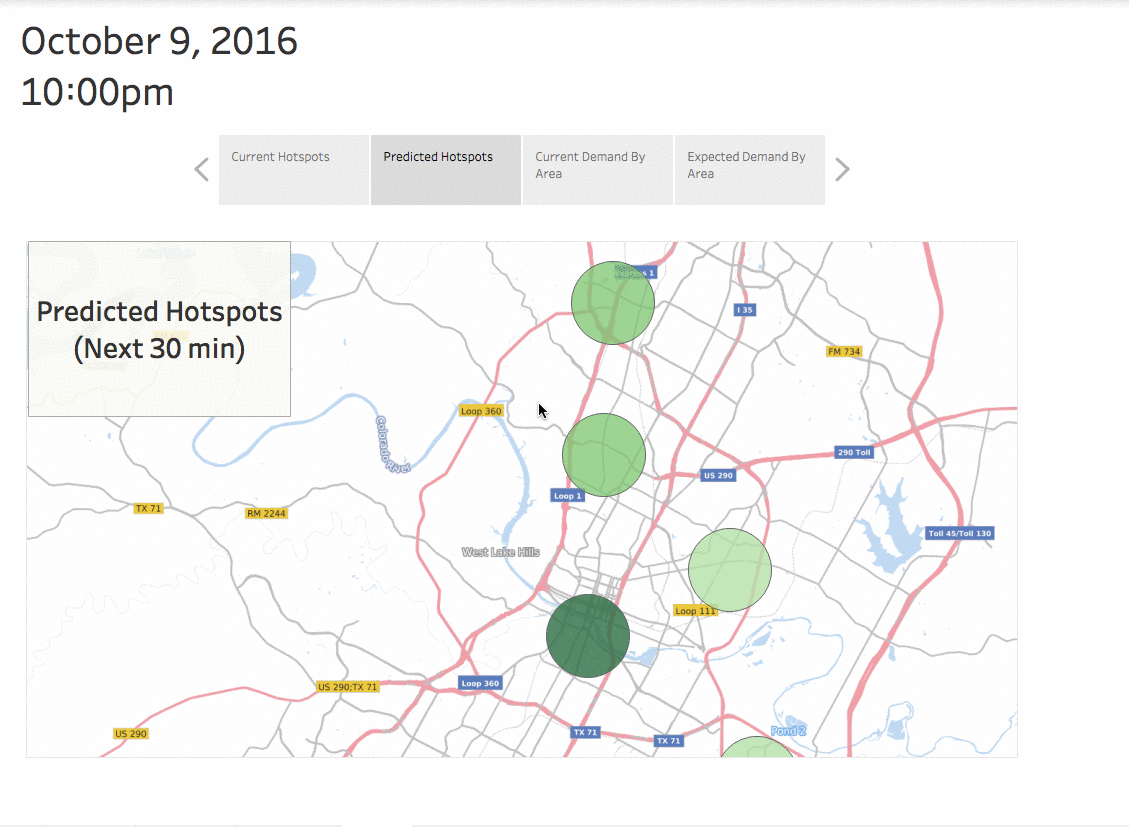 October 9, 2016
10:00pm
Current Hotspots
Predicted Hotspots
Current Demand By
Area
Expected Demand By
Area
Predicted Hotspots
(Next 30 min)
I 35
FM 734
Loop 360
Colorado River
290 Toll
US 290
Loop 1
TX 71
RM 2244
Toll 45/Toll 130
West Lake Hills
Loop 111
US 290;TX 71
Loop 360
US 290
TX 71
TX 71
Pond 2